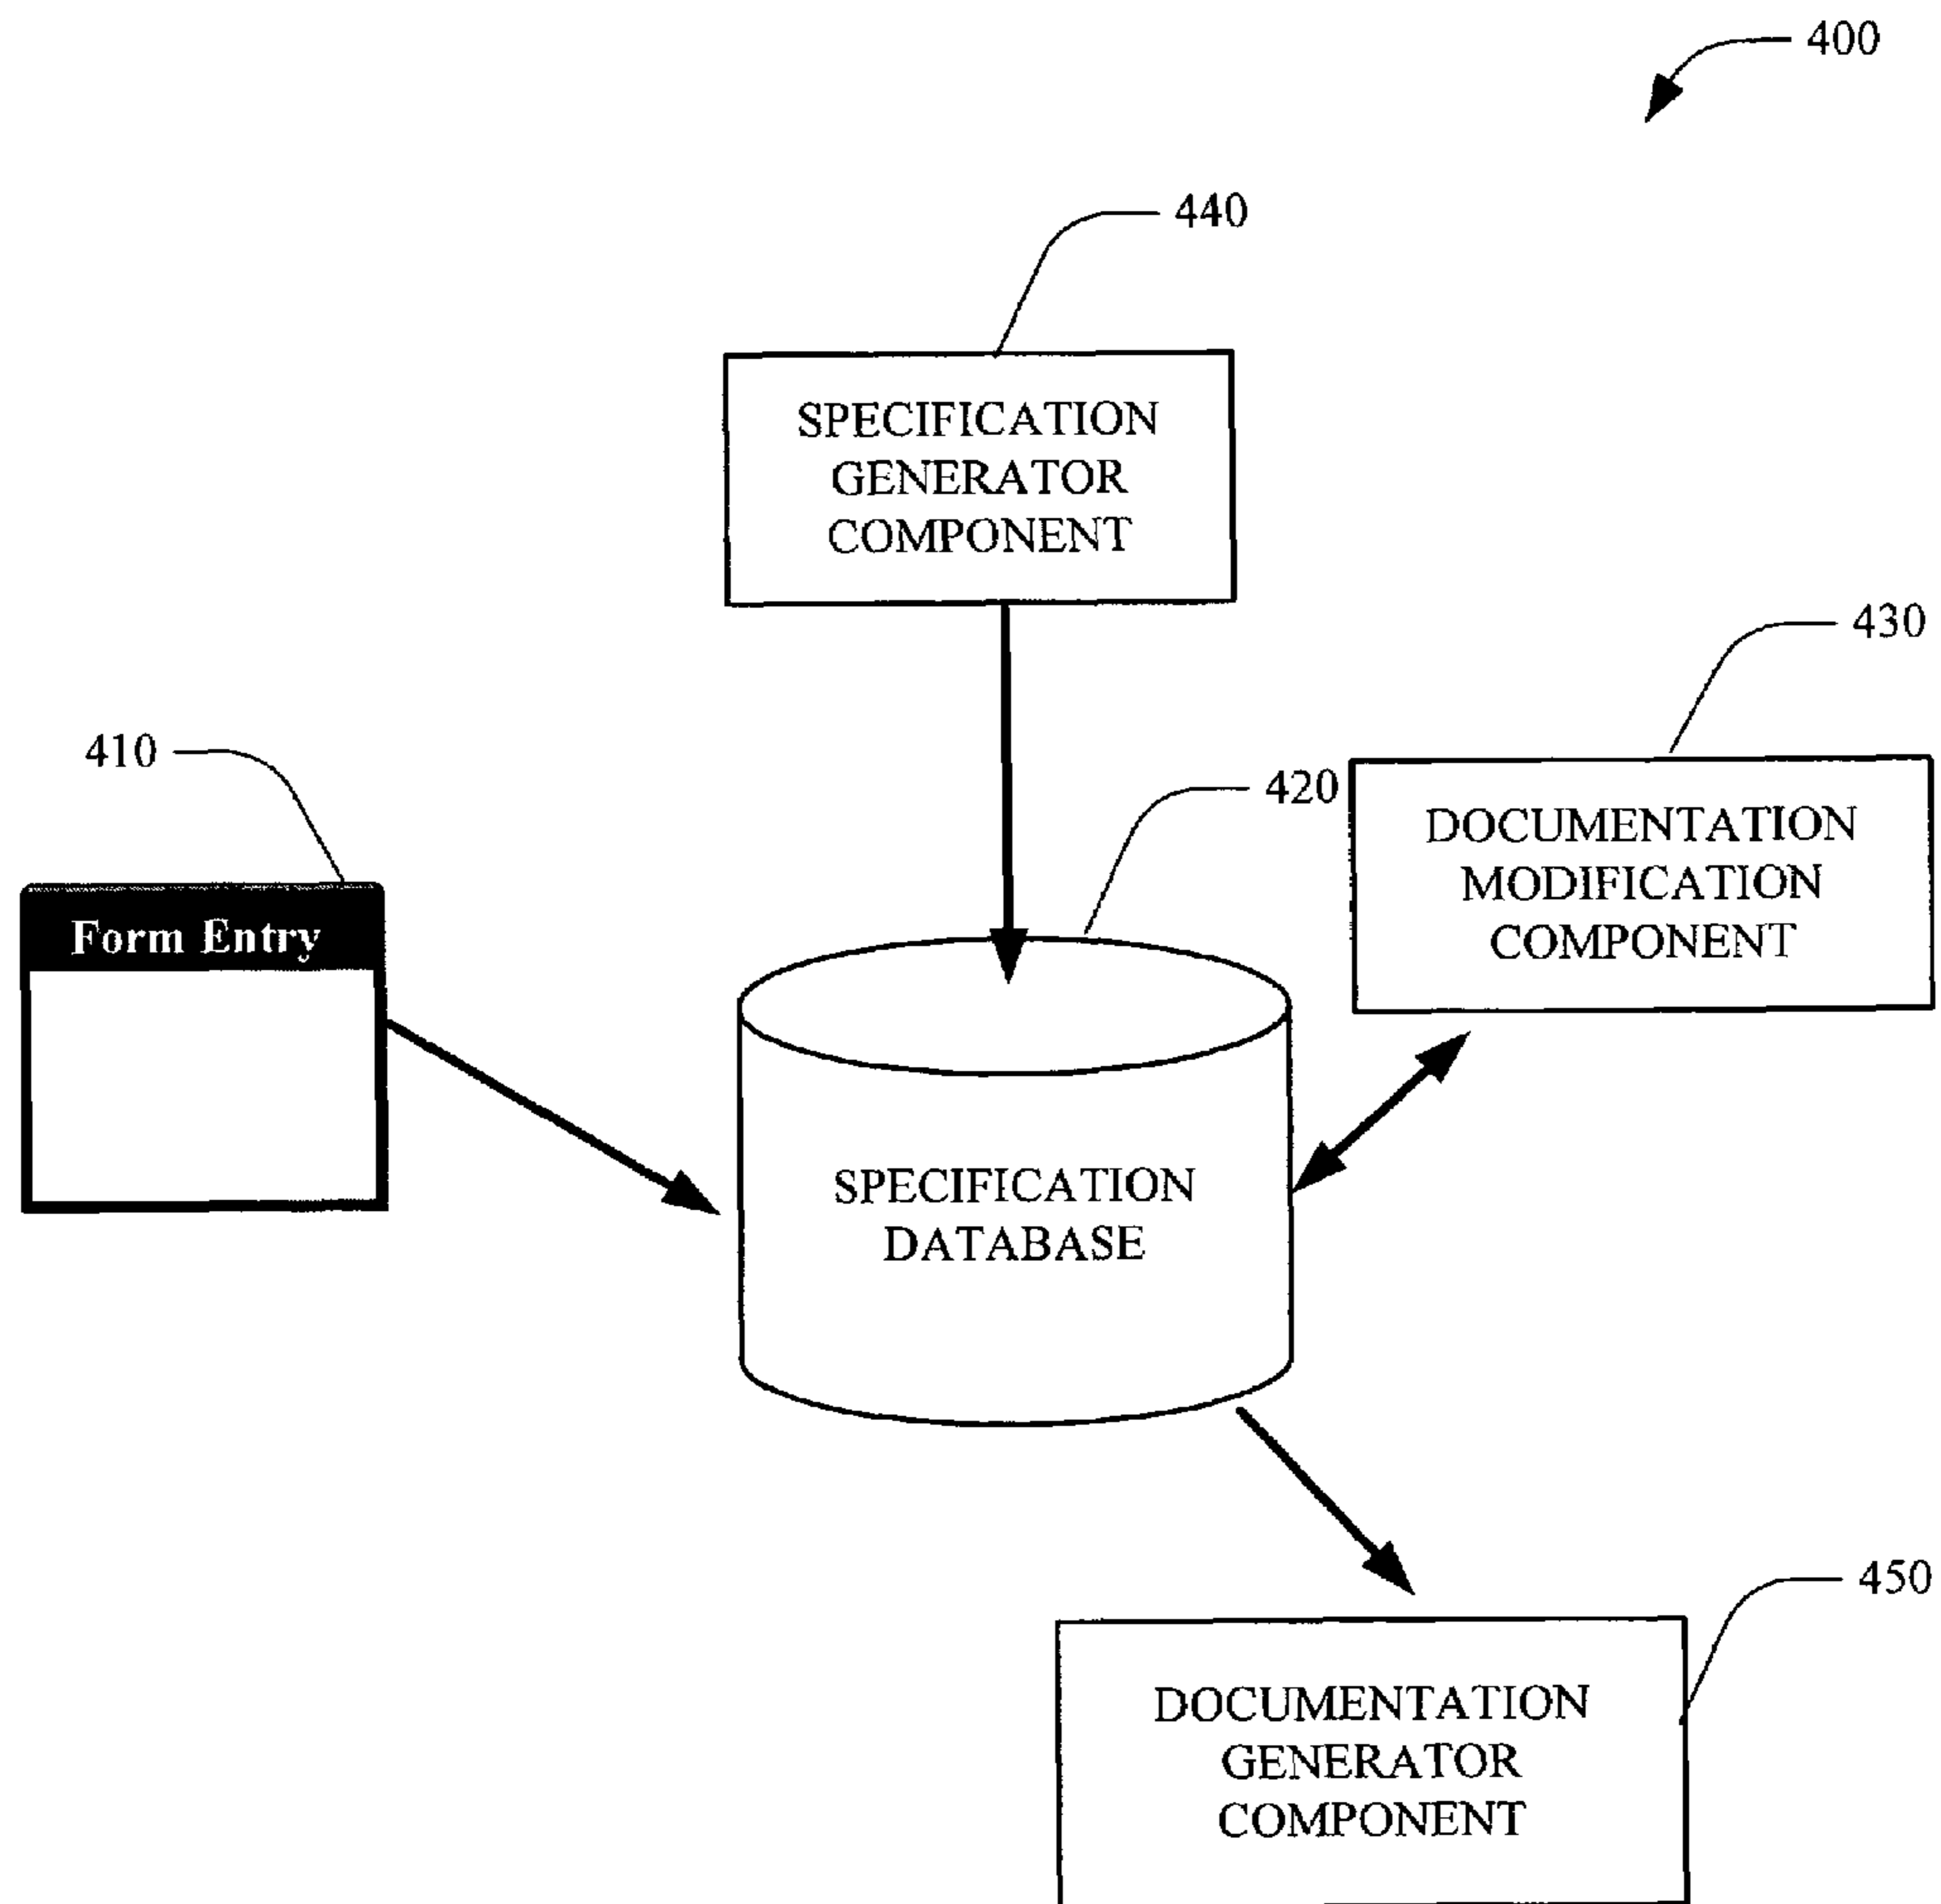 400
440
SPECIFICATION
GENERATOR
COMPONENT
430
410
420
DOCUMENTATION
MODIFICATION
COMPONENT
Form Entry
SPECIFICATION
DATABASE
450
DOCUMENTATION
GENERATOR
COMPONENT